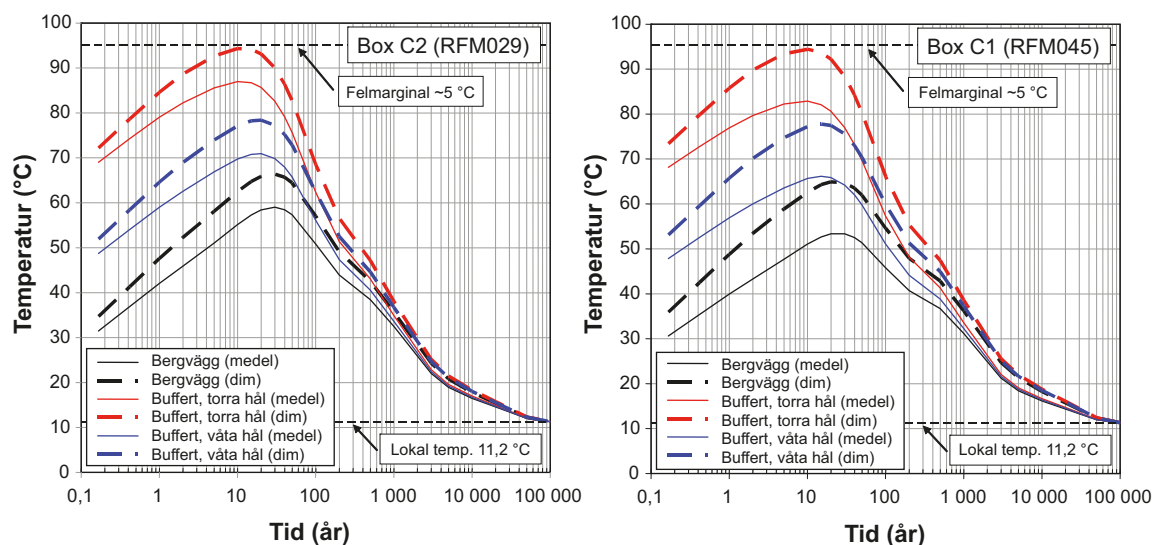 Box C2 (RFM029)
Felmarginal ~5 °C
Temperatur (°C)
100
90
80
70
60
50
40
30
20
10
0
Bergvägg (medel)
Bergvägg (dim)
Buffert, torra hål (medel)
Buffert, torra hål (dim)
Buffert, våta hål (medel)
Buffert, våta hål (dim)
Lokal temp. 11,2 °C
0,1 1 10 100 1 000 10 000 100 000
Tid (år)
Box C1 (RFM045)
Felmarginal ~5 °C
Temperatur (°C)
100
90
80
70
60
50
40
30
20
10
0
Bergvägg (medel)
Bergvägg (dim)
Buffert, torra hål (medel)
Buffert, torra hål (dim)
Buffert, våta hål (medel)
Buffert, våta hål (dim)
Lokal temp. 11,2 °C
0,1 1 10 100 1 000 10 000 100 000
Tid (år)